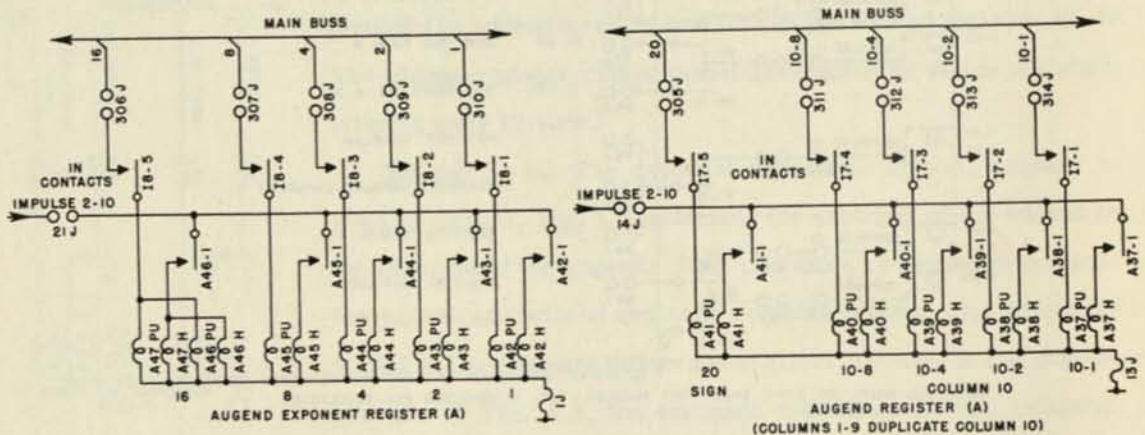 MAIN BUSS
16 8 4 2 1
306J 307J 308J 309J 310J
IN CONTACTS
I8-5 I8-4 I8-3 I8-2 I8-1
IMPULSE 2-10
21J
A46-1 A45-1 A44-1 A43-1 A42-1
A47 PU A47 H A46 PU A46 H A45 PU A45 H A44 PU A44 H A43 PU A43 H A42 PU A42 H
16 8 4 2 1
1J
AUGEND EXPONENT REGISTER (A)
MAIN BUSS
20 10-8 10-4 10-2 10-1
305J 311J 312J 313J 314J
IN CONTACTS
I7-5 I7-4 I7-3 I7-2 I7-1
IMPULSE 2-10
14J
A41-1 A40-1 A39-1 A38-1 A37-1
A41 PU A41 H A40 PU A40 H A39 PU A39 H A38 PU A38 H A37 PU A37 H
20 10-8 10-4 10-2 10-1
15J
SIGN COLUMN 10
AUGEND REGISTER (A)
(COLUMNS 1-9 DUPLICATE COLUMN 10)